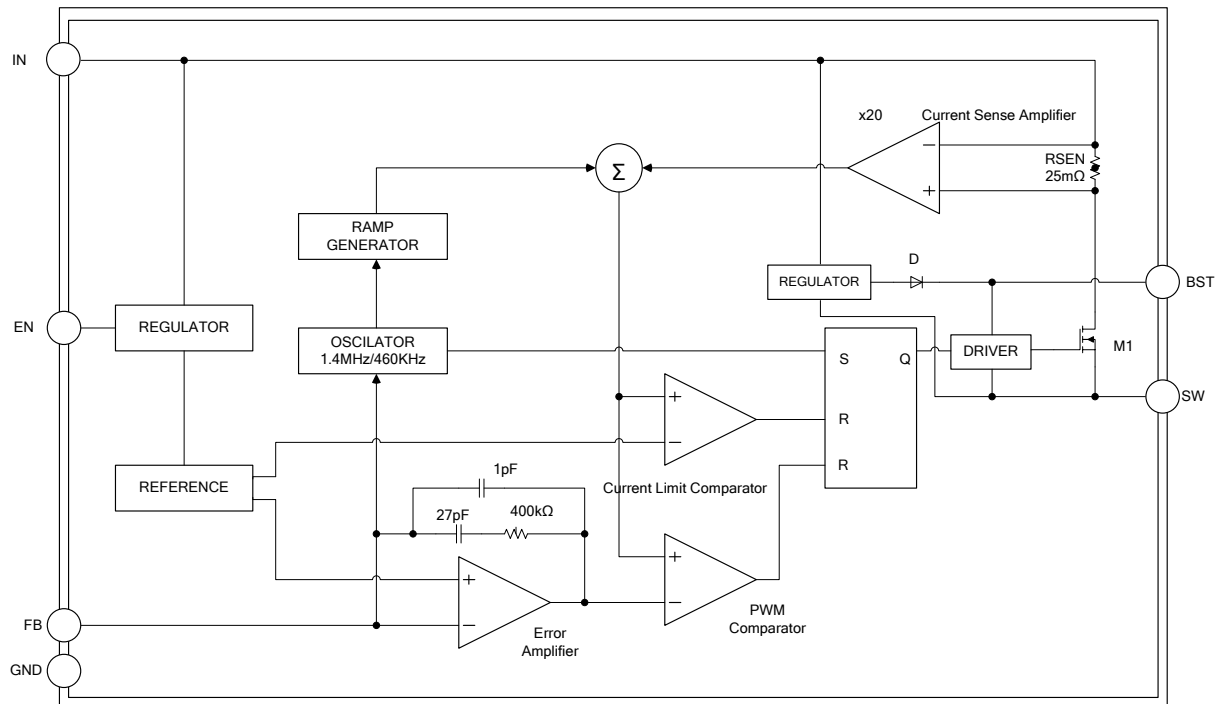 IN
x20
Current Sense Amplifier
−
+
RSEN
25mΩ
Σ
RAMP
GENERATOR
D
REGULATOR
BST
EN
REGULATOR
OSCILATOR
1.4MHz/460KHz
S
Q
DRIVER
M1
SW
+
−
R
R
REFERENCE
1pF
Current Limit Comparator
27pF
400kΩ
+
−
+
−
FB
Error
Amplifier
PWM
Comparator
GND